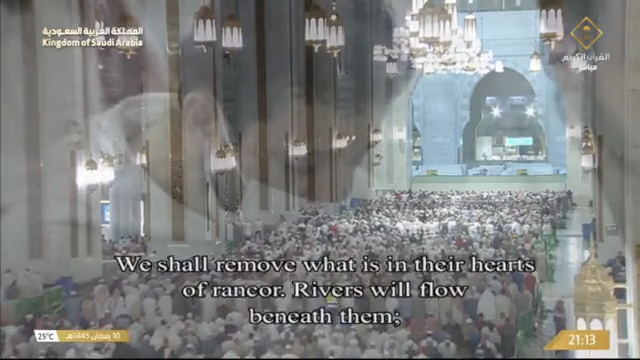 المملكة العربية السعودية
Kingdom of Saudi Arabia
القرآن الكريم
مباشر
We shall remove what is in their hearts
of rancor. Rivers will flow
beneath them;
25°C
10 رمضان 1443هـ
21:13